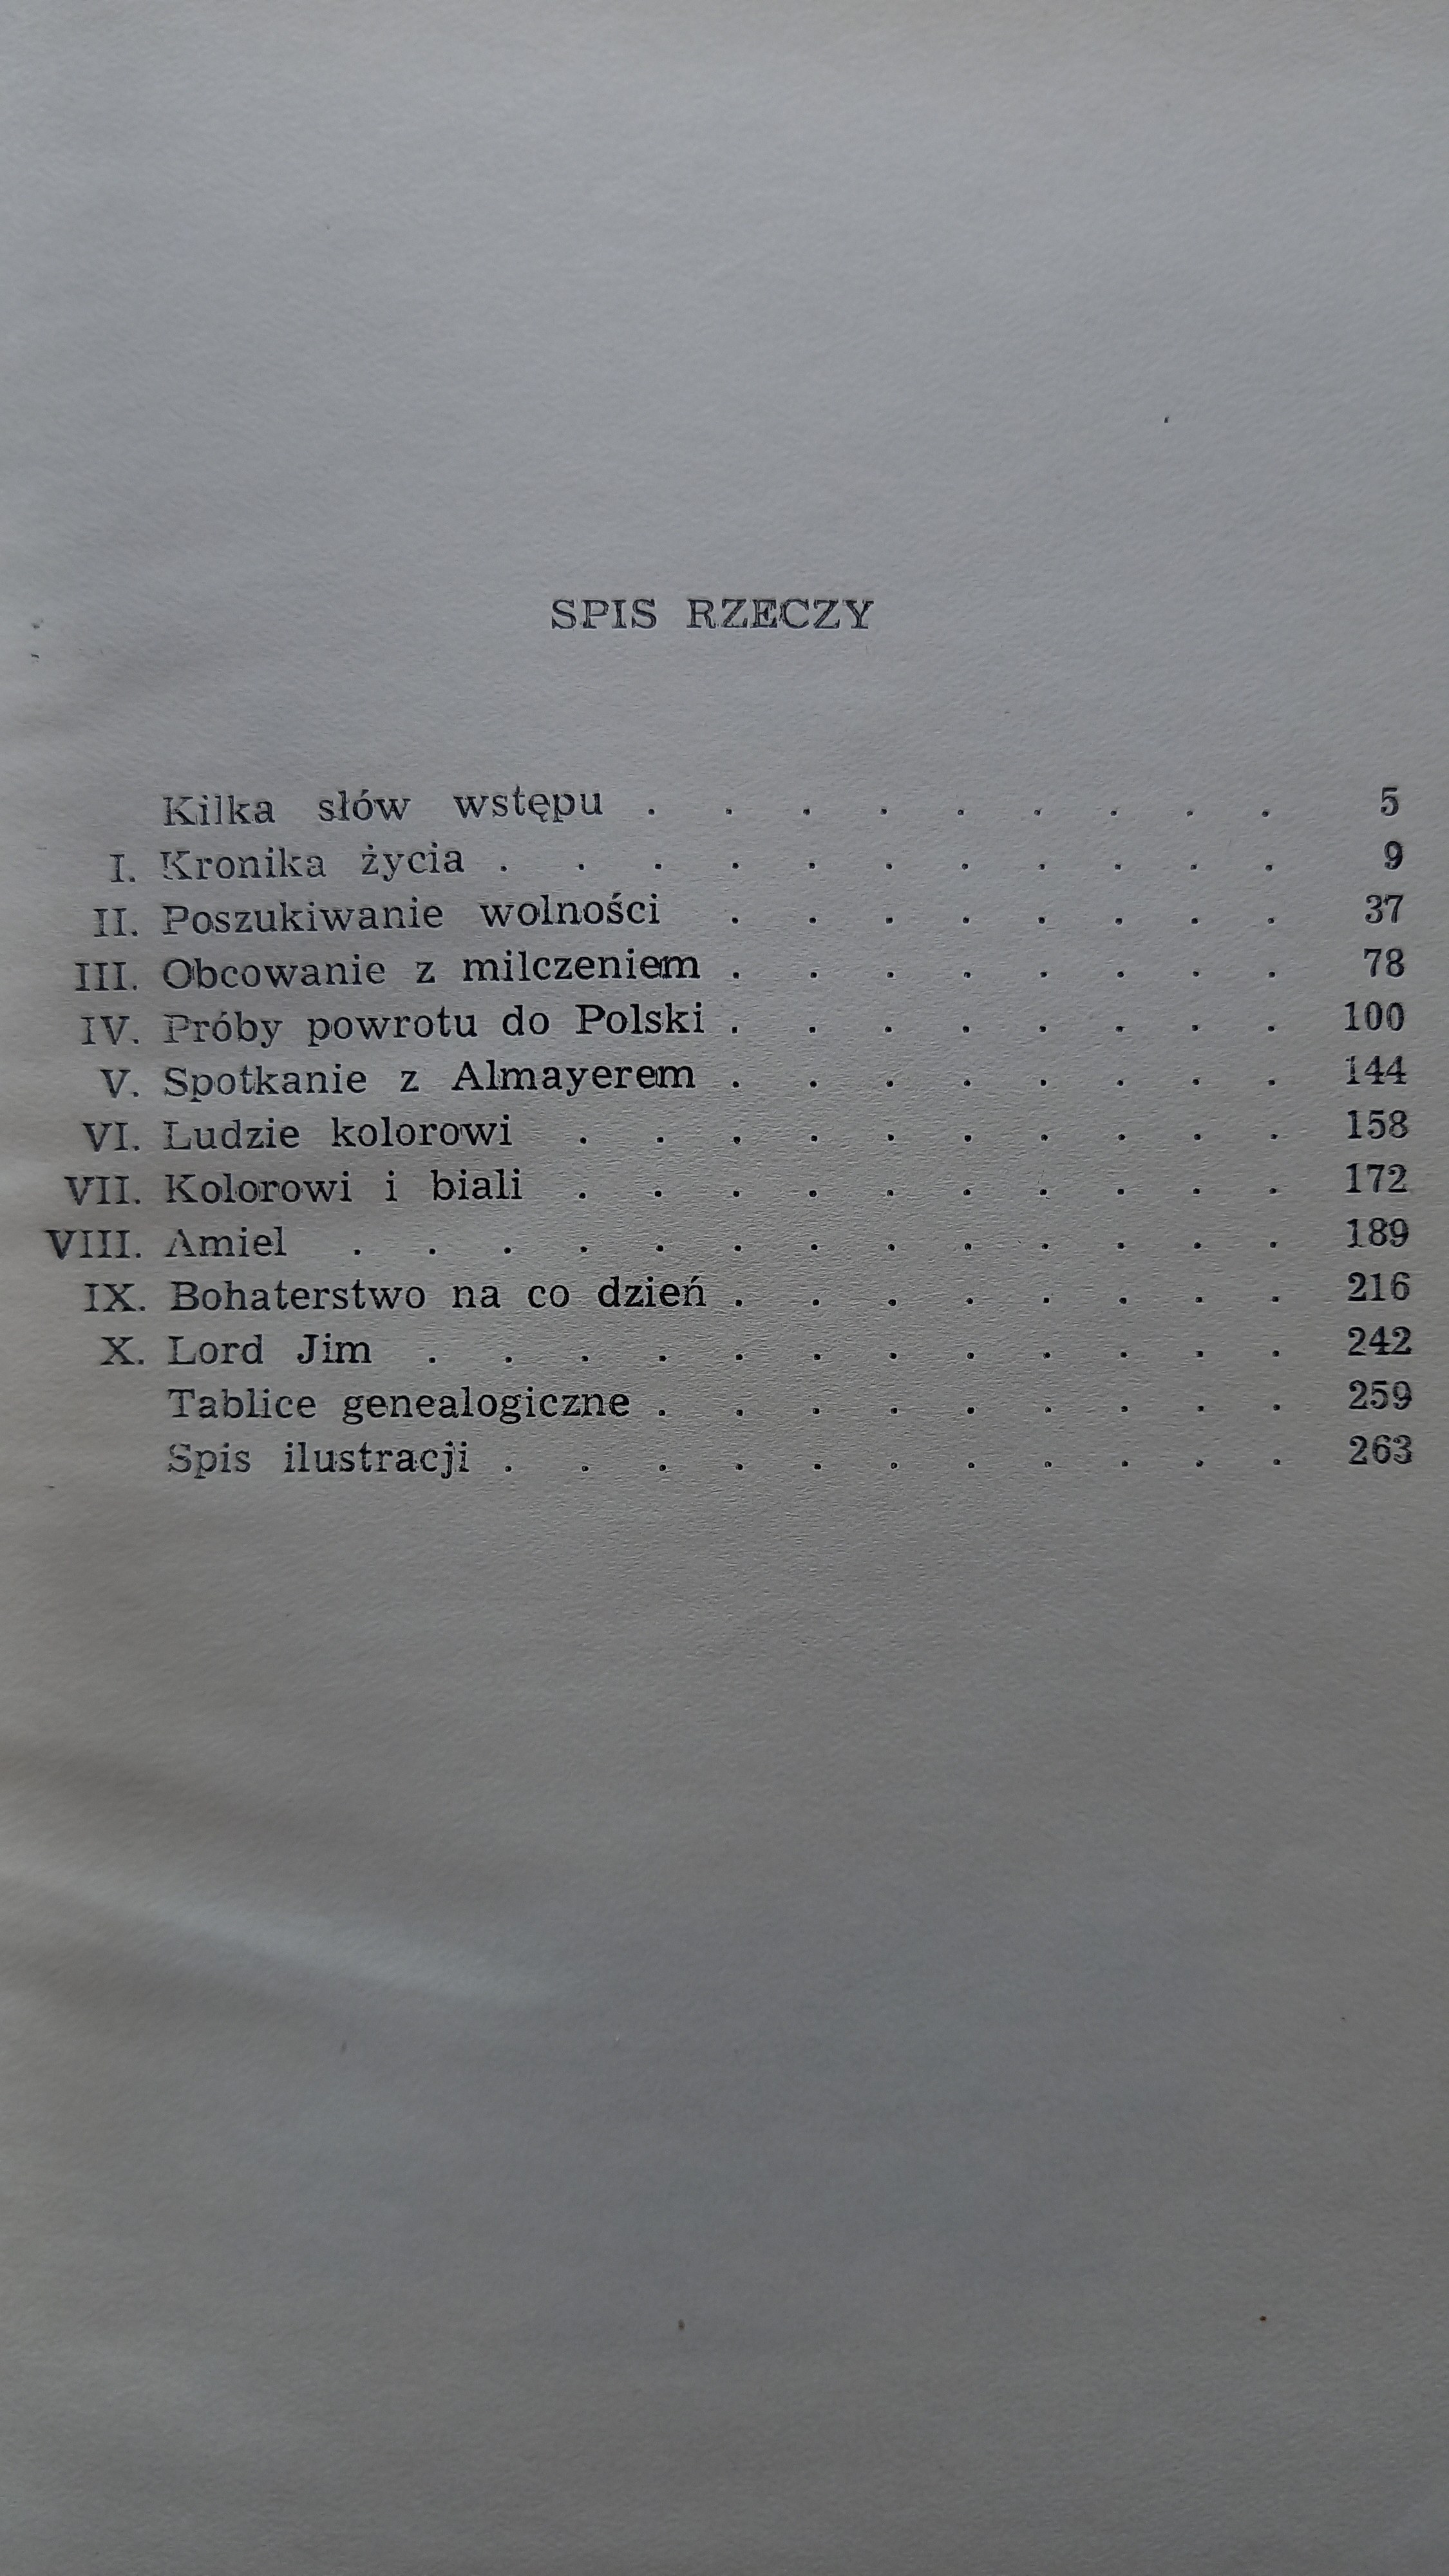 SPIS RZECZY
Kilka słów wstępu . . . . . . . . . 5
I. Kronika życia . . . . . . . . . . . 9
II. Poszukiwanie wolności . . . . . . . . 37
III. Obcowanie z milczeniem . . . . . . . . 78
IV. Próby powrotu do Polski . . . . . . . . 100
V. Spotkanie z Almayerem . . . . . . . . 144
VI. Ludzie kolorowi . . . . . . . . . . 158
VII. Kolorowi i biali . . . . . . . . . . 172
VIII. Amiel . . . . . . . . . . . . . 189
IX. Bohaterstwo na co dzień . . . . . . . . 216
X. Lord Jim . . . . . . . . . . . . 242
Tablice genealogiczne . . . . . . . . . 259
Spis ilustracji . . . . . . . . . . . 263